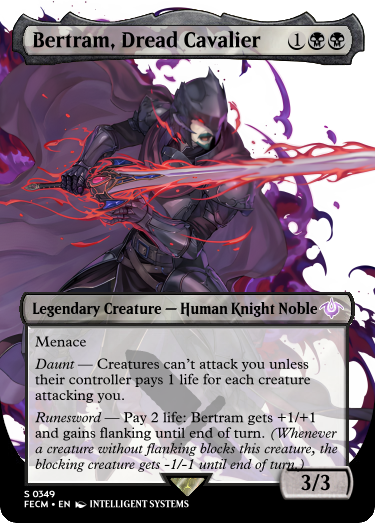 Bertram, Dread Cavalier 1
Legendary Creature — Human Knight Noble
Menace
Daunt — Creatures can't attack you unless
their controller pays 1 life for each creature
attacking you.
Runesword — Pay 2 life: Bertram gets +1/+1
and gains flanking until end of turn. (Whenever
a creature without flanking blocks this creature, the
blocking creature gets -1/-1 until end of turn.)
3/3
S 0349
FECM • EN INTELLIGENT SYSTEMS